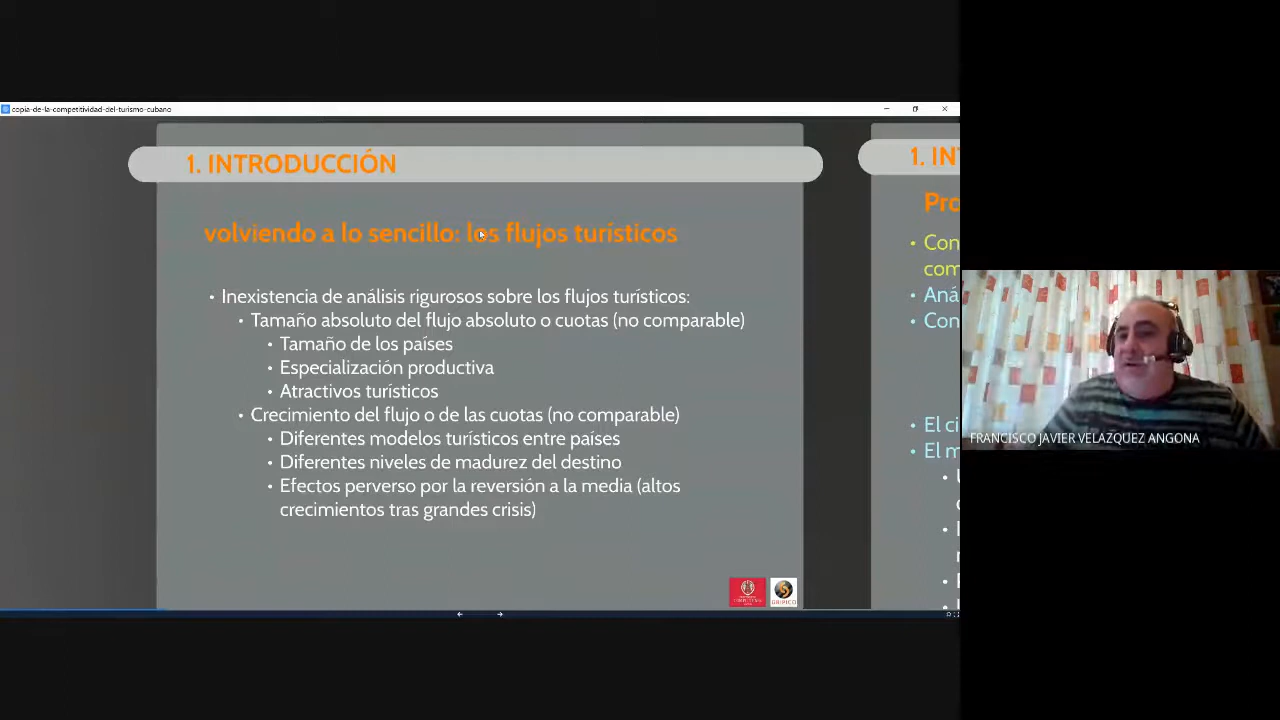 copia-de-la-competitividad-del-turismo-cubano
1. INTRODUCCIÓN
volviendo a lo sencillo: los flujos turísticos
• Inexistencia de análisis rigurosos sobre los flujos turísticos:
• Tamaño absoluto del flujo absoluto o cuotas (no comparable)
• Tamaño de los países
• Especialización productiva
• Atractivos turísticos
• Crecimiento del flujo o de las cuotas (no comparable)
• Diferentes modelos turísticos entre países
• Diferentes niveles de madurez del destino
• Efectos perverso por la reversión a la media (altos
crecimientos tras grandes crisis)
GRIPICO
1. IN
Pro
• Con
com
• Aná
• Con
• El ci
• El m
FRANCISCO JAVIER VELAZQUEZ ANGONA